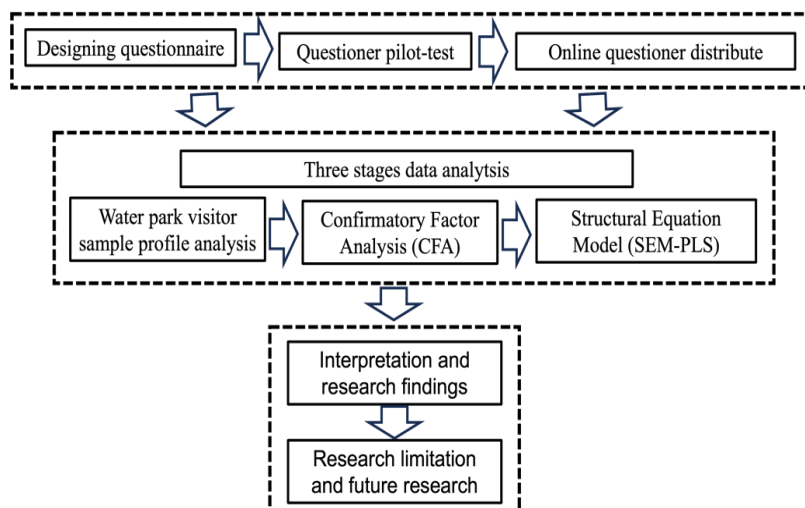 Designing questionnaire
Questioner pilot-test
Online questioner distribute
Three stages data analytsis
Water park visitor
sample profile analysis
Confirmatory Factor
Analysis (CFA)
Structural Equation
Model (SEM-PLS)
Interpretation and
research findings
Research limitation
and future research